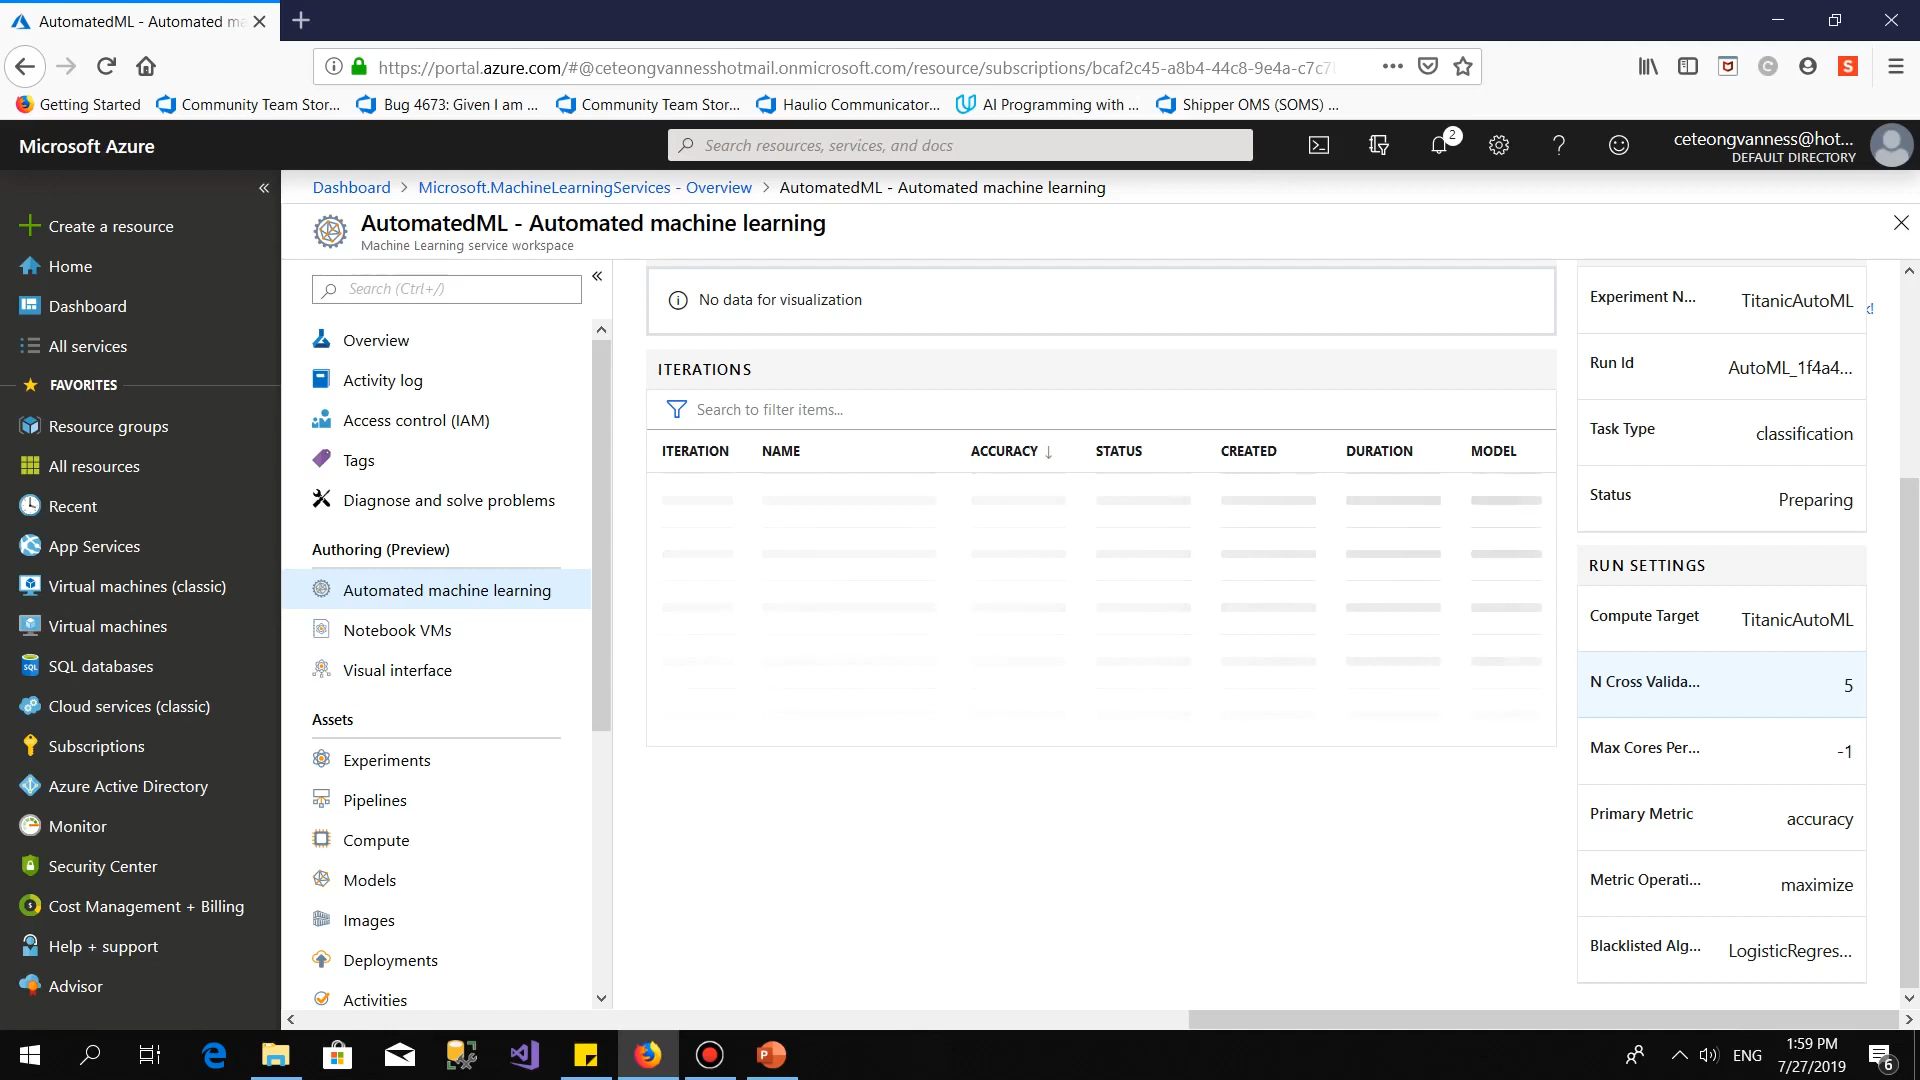 AutomatedML - Automated ma
https://portal.azure.com/#@ceteongvannesshotmail.onmicrosoft.com/resource/subscriptions/bcaf2c45-a8b4-44c8-9e4a-c7c7
Getting Started
Community Team Stor...
Bug 4673: Given I am ...
Community Team Stor...
Haulio Communicator...
AI Programming with ...
Shipper OMS (SOMS) ...
Microsoft Azure
Search resources, services, and docs
2
ceteongvanness@hot...
DEFAULT DIRECTORY
Dashboard > Microsoft.MachineLearningServices - Overview > AutomatedML - Automated machine learning
AutomatedML - Automated machine learning
Machine Learning service workspace
Create a resource
Home
Dashboard
All services
FAVORITES
Resource groups
All resources
Recent
App Services
Virtual machines (classic)
Virtual machines
SQL databases
Cloud services (classic)
Subscriptions
Azure Active Directory
Monitor
Security Center
Cost Management + Billing
Help + support
Advisor
Search (Ctrl+/)
Overview
Activity log
Access control (IAM)
Tags
Diagnose and solve problems
Authoring (Preview)
Automated machine learning
Notebook VMs
Visual interface
Assets
Experiments
Pipelines
Compute
Models
Images
Deployments
Activities
No data for visualization
ITERATIONS
Search to filter items...
ITERATION NAME ACCURACY STATUS CREATED DURATION MODEL
Experiment N... TitanicAutoML
Run Id AutoML_1f4a4...
Task Type classification
Status Preparing
RUN SETTINGS
Compute Target TitanicAutoML
N Cross Valida... 5
Max Cores Per... -1
Primary Metric accuracy
Metric Operati... maximize
Blacklisted Alg... LogisticRegres...
ENG
1:59 PM
7/27/2019
6